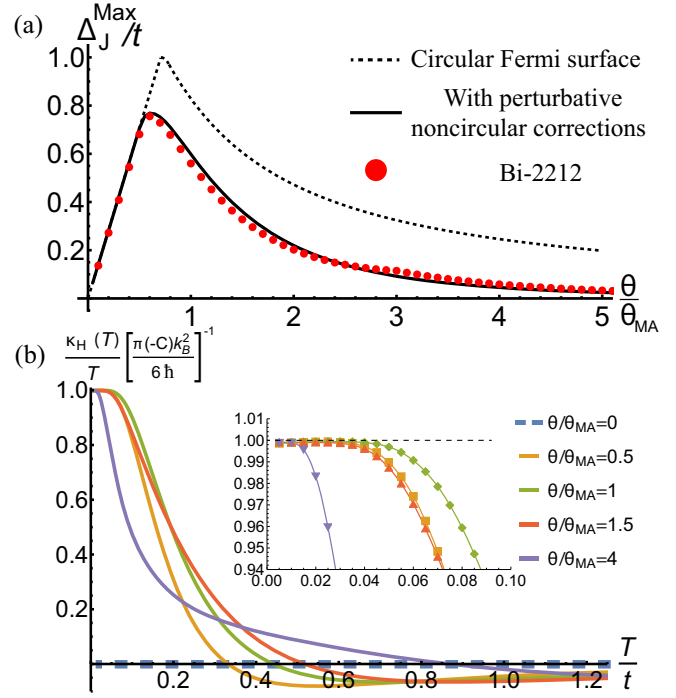 (a)
Δ_J^Max/t
1.0
0.8
0.6
0.4
0.2
0
1
2
3
4
5
θ/θ_MA
Circular Fermi surface
With perturbative
noncircular corrections
Bi-2212
(b)
κ_H (T)/T [π(-C)k_B^2/6 ħ]^-1
1.0
0.8
0.6
0.4
0.2
0.2
0.4
0.6
0.8
1.0
1.2
T/t
1.01
1.00
0.99
0.98
0.97
0.96
0.95
0.94
0.00
0.02
0.04
0.06
0.08
0.10
θ/θ_MA=0
θ/θ_MA=0.5
θ/θ_MA=1
θ/θ_MA=1.5
θ/θ_MA=4